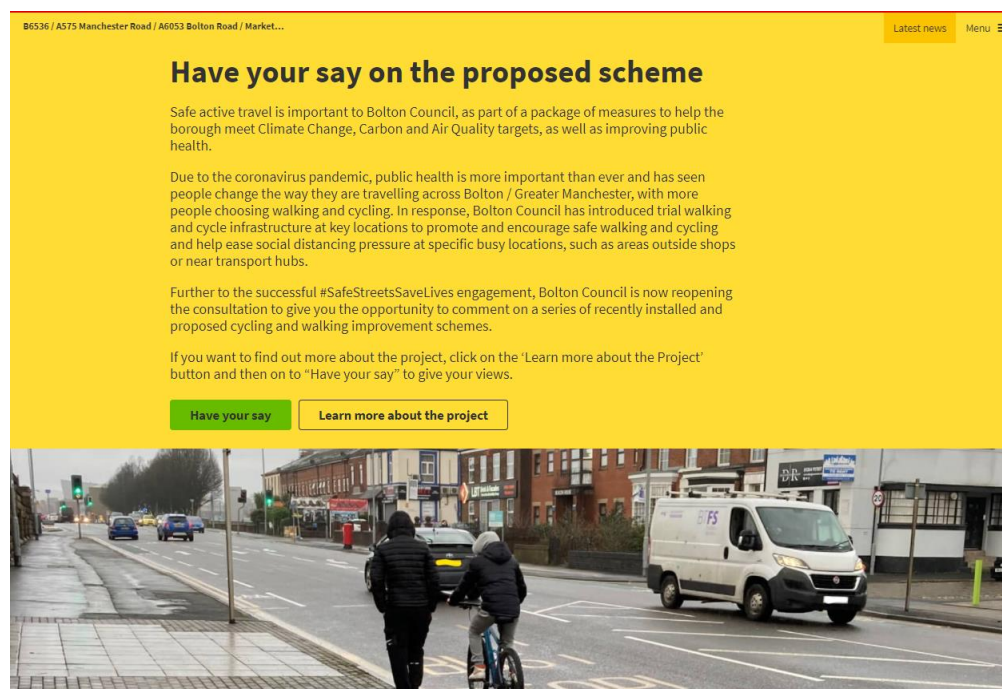 B6536 / A575 Manchester Road / A6053 Bolton Road / Market...
Latest news
Menu
Have your say on the proposed scheme
Safe active travel is important to Bolton Council, as part of a package of measures to help the
borough meet Climate Change, Carbon and Air Quality targets, as well as improving public
health.
Due to the coronavirus pandemic, public health is more important than ever and has seen
people change the way they are travelling across Bolton / Greater Manchester, with more
people choosing walking and cycling. In response, Bolton Council has introduced trial walking
and cycle infrastructure at key locations to promote and encourage safe walking and cycling
and help ease social distancing pressure at specific busy locations, such as areas outside shops
or near transport hubs.
Further to the successful #SafeStreetsSaveLives engagement, Bolton Council is now reopening
the consultation to give you the opportunity to comment on a series of recently installed and
proposed cycling and walking improvement schemes.
If you want to find out more about the project, click on the ‘Learn more about the Project’
button and then on to “Have your say” to give your views.
Have your say
Learn more about the project
D R
20